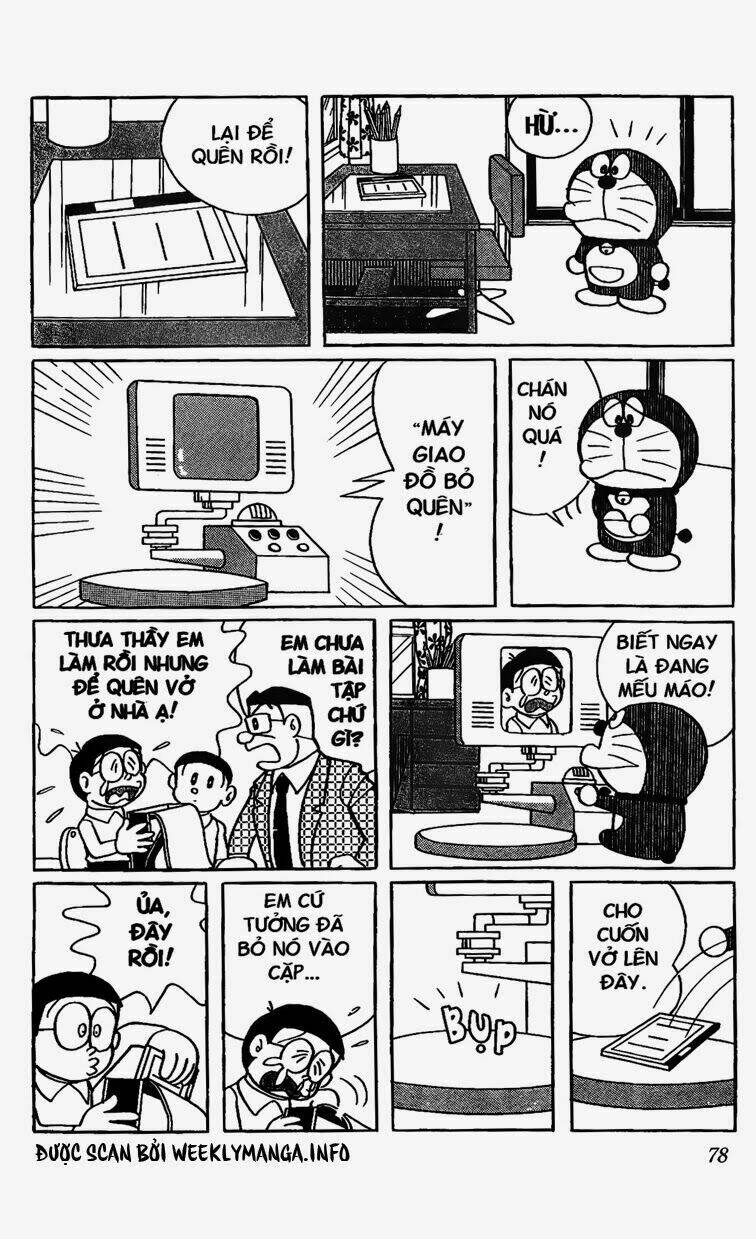 HỪ...
LẠI ĐỂ
QUÊN RỒI!
CHÁN
NÓ
QUÁ
!
"MÁY
GIAO
ĐỒ BỎ
QUÊN"
!
BIẾT NGAY
LÀ ĐANG
MẾU MÁO!
EM CHƯA
LÀM BÀI
TẬP
CHỨ
GÌ?
THƯA THẦY EM
LÀM RỒI NHƯNG
ĐỂ QUÊN VỞ
Ở NHÀ Ạ!
CHO
CUỐN
VỞ LÊN
ĐÂY.
BỤP
EM CỨ
TƯỞNG ĐÃ
BỎ NÓ VÀO
CẶP...
ỦA,
ĐÂY
RỒI!
ĐƯỢC SCAN BỞI WEEKLYMANGA.INFO
78